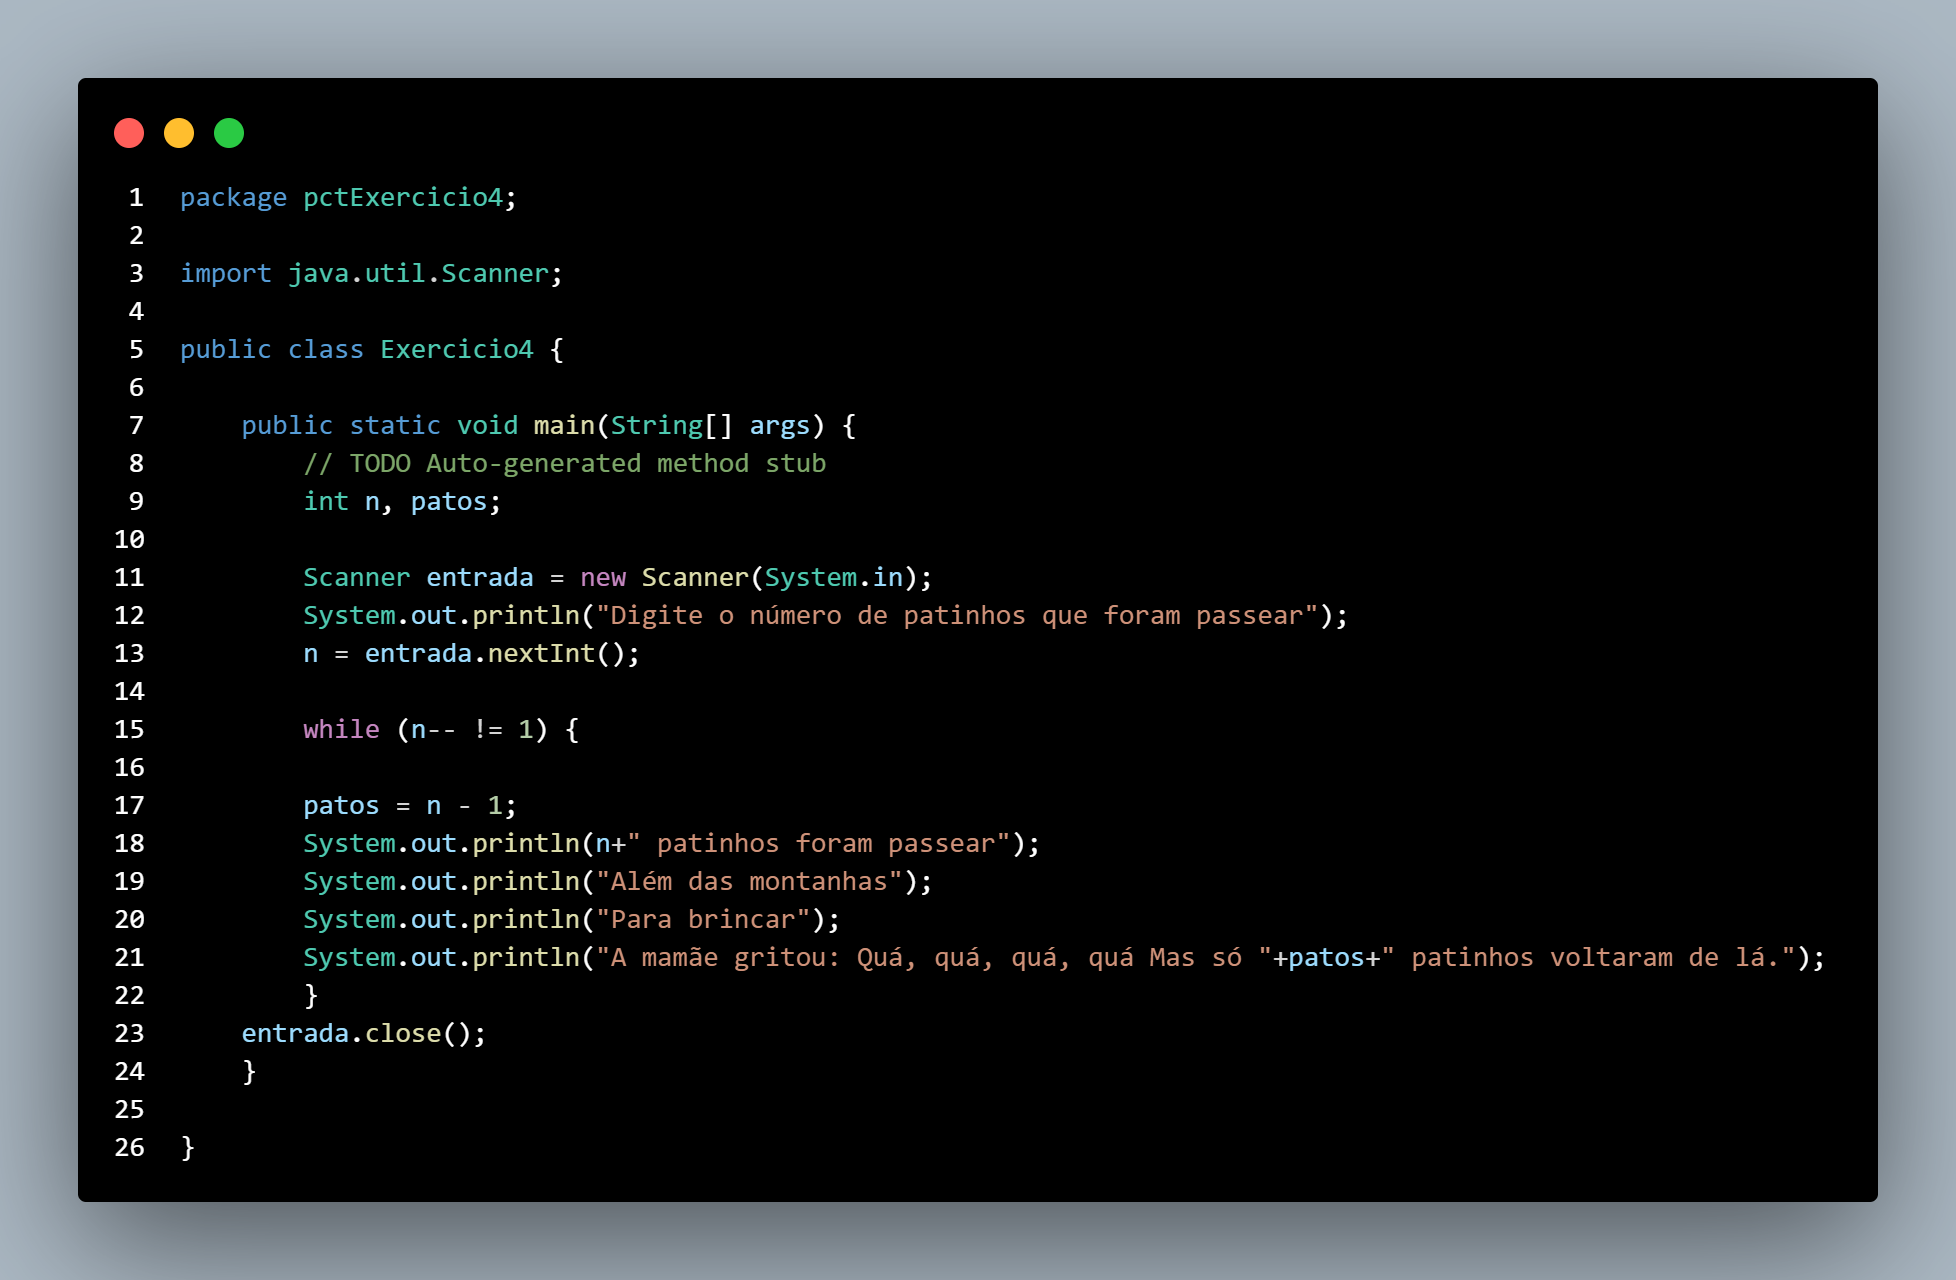 1 package pctExercicio4;
2
3 import java.util.Scanner;
4
5 public class Exercicio4 {
6
7     public static void main(String[] args) {
8         // TODO Auto-generated method stub
9         int n, patos;
10
11         Scanner entrada = new Scanner(System.in);
12         System.out.println("Digite o número de patinhos que foram passear");
13         n = entrada.nextInt();
14
15         while (n-- != 1) {
16
17         patos = n - 1;
18         System.out.println(n+" patinhos foram passear");
19         System.out.println("Além das montanhas");
20         System.out.println("Para brincar");
21         System.out.println("A mamãe gritou: Quá, quá, quá, quá Mas só "+patos+" patinhos voltaram de lá.");
22         }
23     entrada.close();
24     }
25
26 }